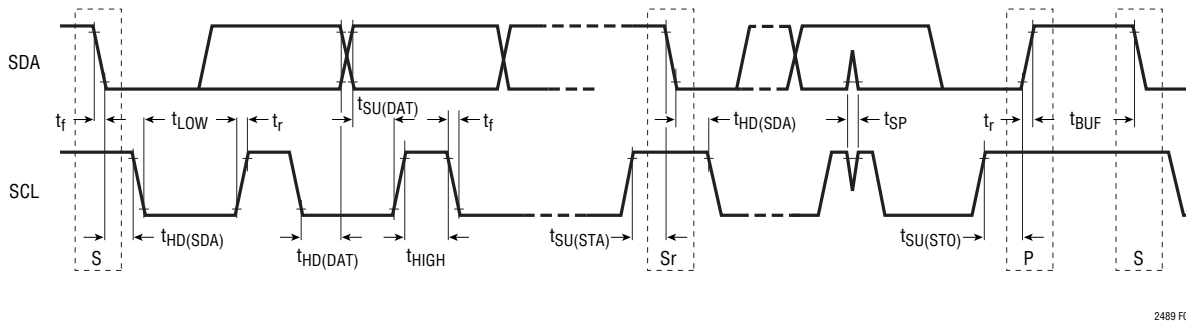 SDA
t_f
t_LOW
t_r
t_SU(DAT)
t_f
t_HD(SDA)
t_SP
t_r
t_BUF
SCL
t_HD(SDA)
t_HD(DAT)
t_HIGH
t_SU(STA)
t_SU(STO)
S
Sr
P
S